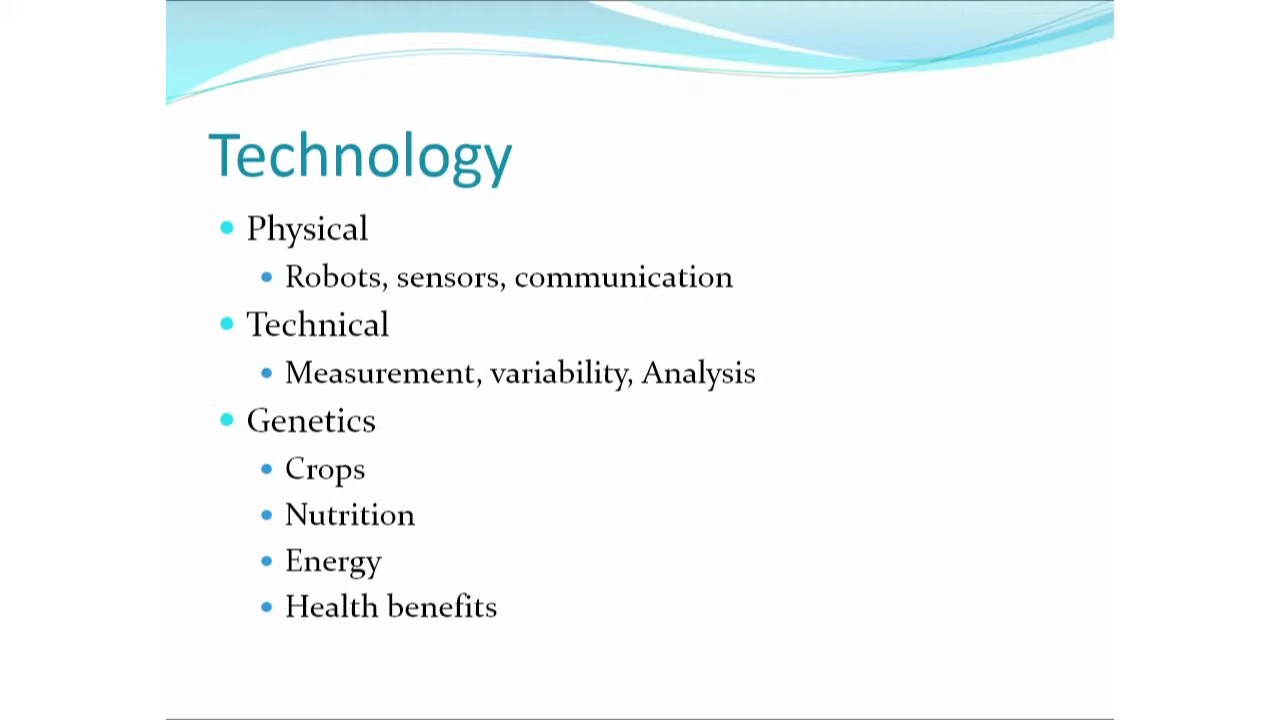 Technology
Physical
Robots, sensors, communication
Technical
Measurement, variability, Analysis
Genetics
Crops
Nutrition
Energy
Health benefits